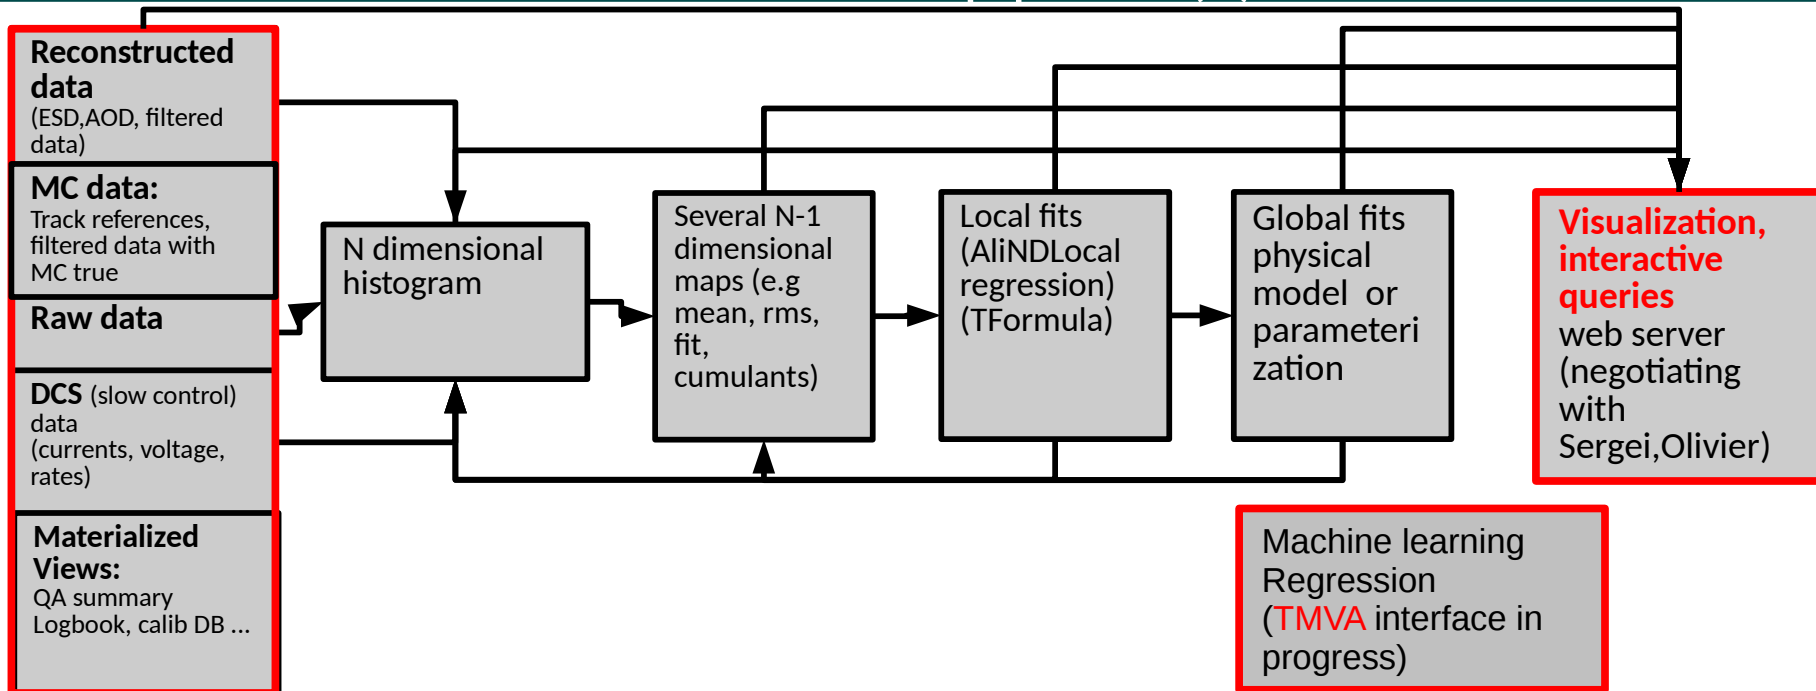 Reconstructed
data
(ESD,AOD, filtered
data)
MC data:
Track references,
filtered data with
MC true
Raw data
DCS (slow control)
data
(currents, voltage,
rates)
Materialized
Views:
QA summary
Logbook, calib DB ...
N dimensional
histogram
Several N-1
dimensional
maps (e.g
mean, rms,
fit,
cumulants)
Local fits
(AliNDLocal
regression)
(TFormula)
Global fits
physical
model or
parameteri
zation
Visualization,
interactive
queries
web server
(negotiating
with
Sergei,Olivier)
Machine learning
Regression
(TMVA interface in
progress)